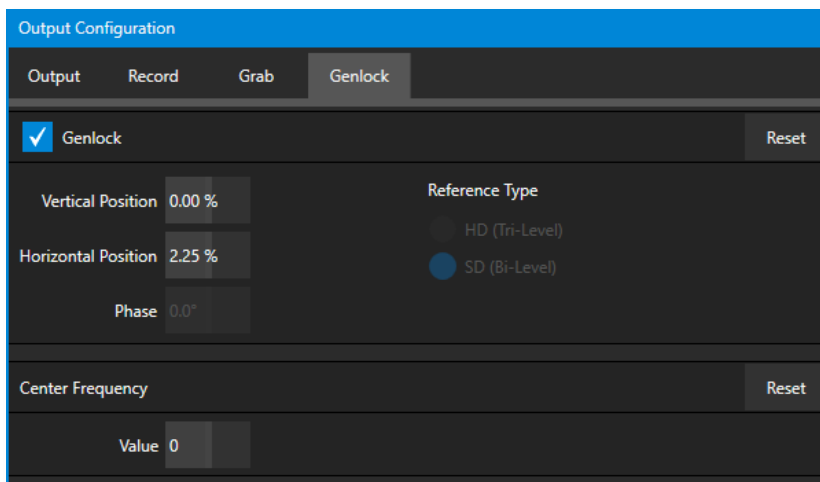 Output Configuration
Output Record Grab Genlock
Genlock Reset
Vertical Position 0.00 %
Horizontal Position 2.25 %
Phase 0.0°
Reference Type
HD (Tri-Level)
SD (Bi-Level)
Center Frequency Reset
Value 0